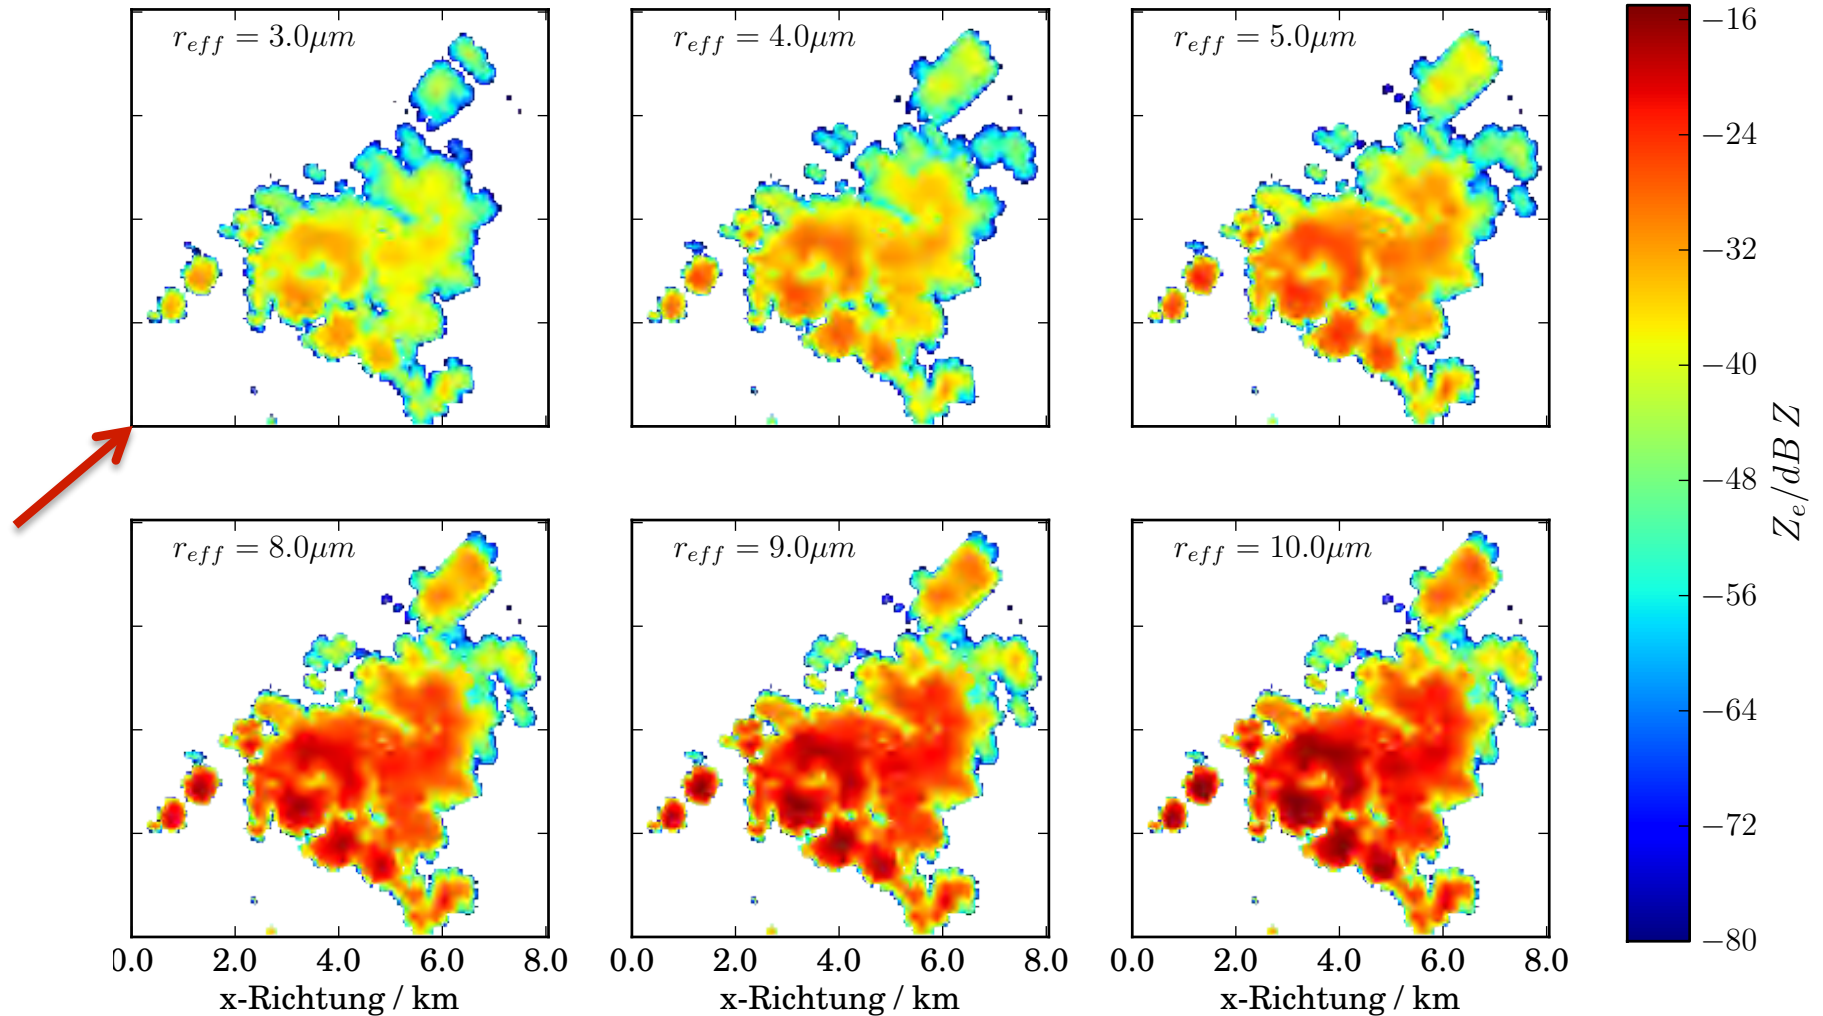 r_eff = 3.0μm
r_eff = 4.0μm
r_eff = 5.0μm
r_eff = 8.0μm
r_eff = 9.0μm
r_eff = 10.0μm
0.0 2.0 4.0 6.0 8.0
0.0 2.0 4.0 6.0 8.0
0.0 2.0 4.0 6.0 8.0
x-Richtung / km
x-Richtung / km
x-Richtung / km
−16
−24
−32
−40
−48
−56
−64
−72
−80
Z_e/dB Z